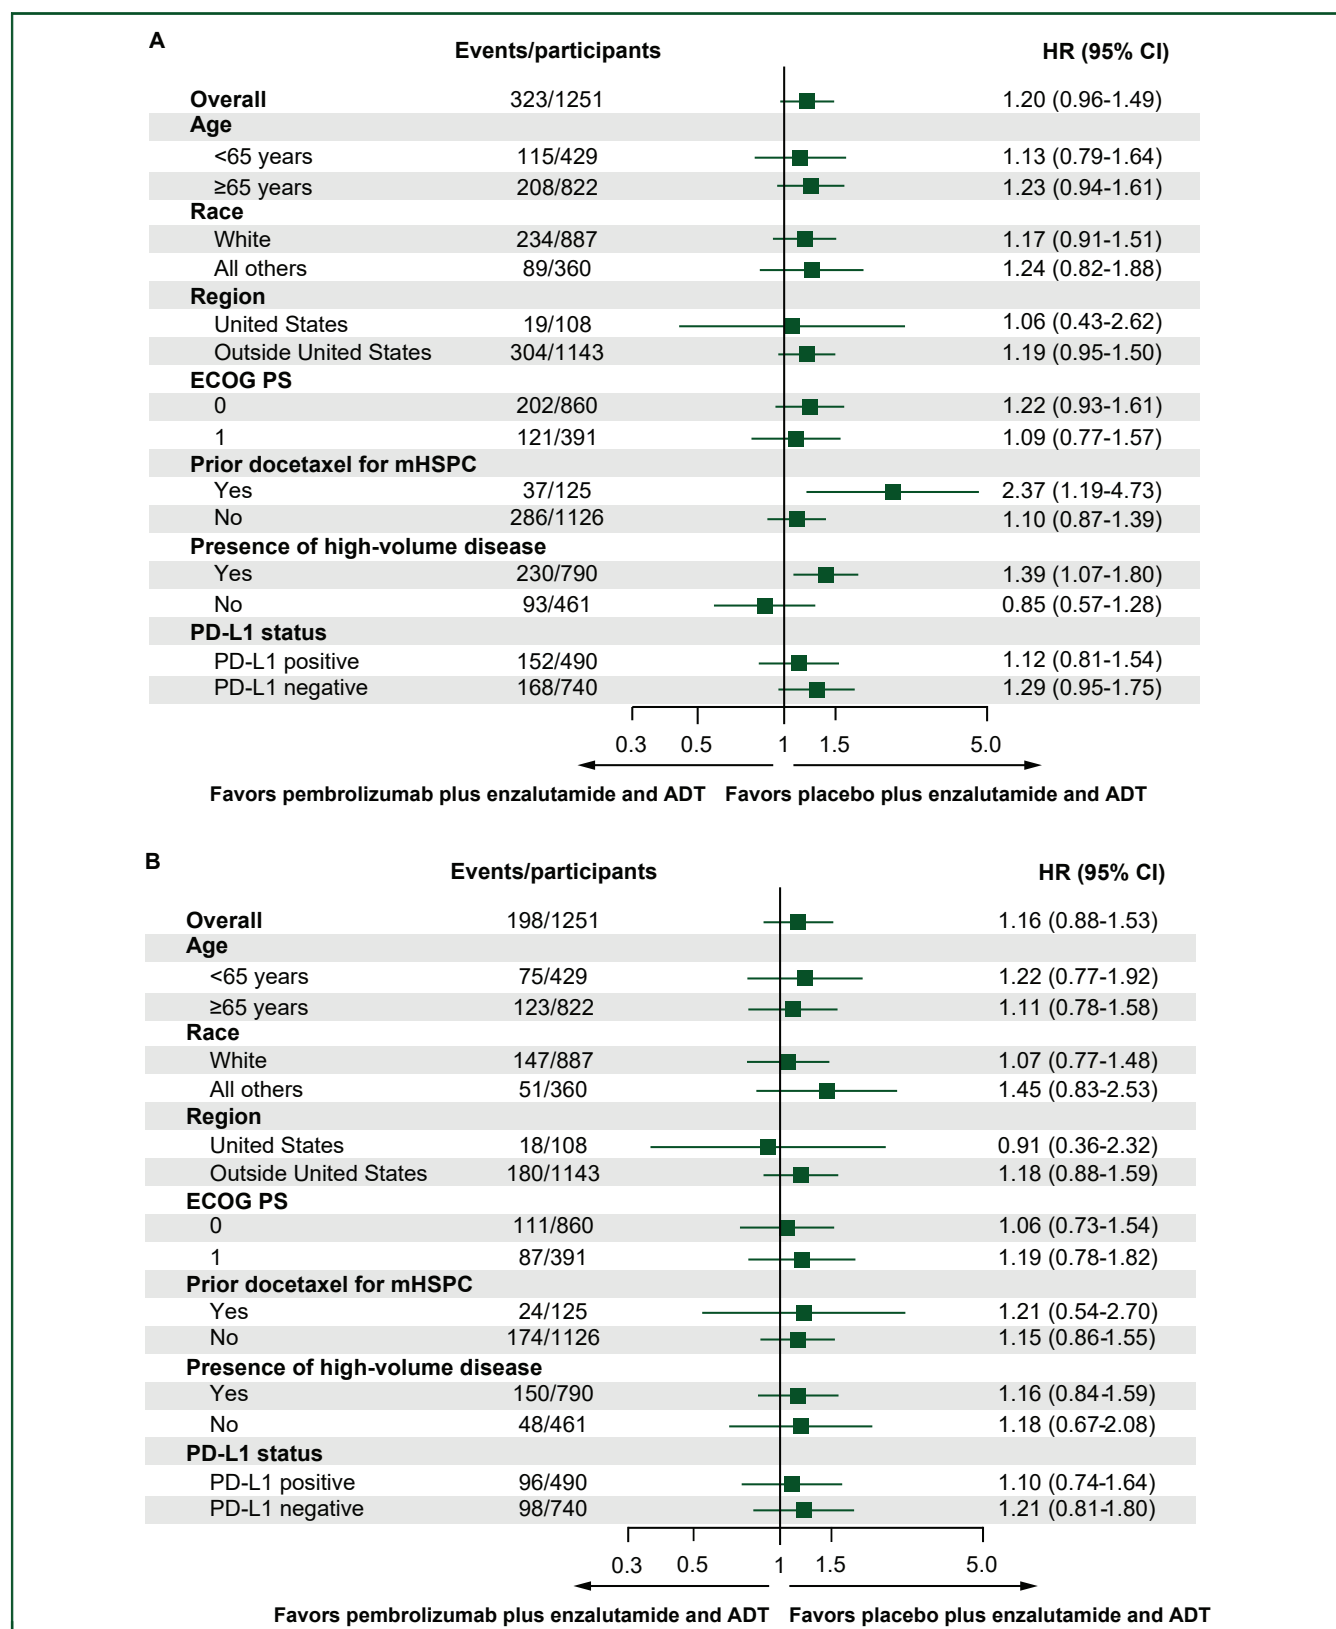 A
Events/participants HR (95% CI)
Overall 323/1251 1.20 (0.96-1.49)
Age
<65 years 115/429 1.13 (0.79-1.64)
≥65 years 208/822 1.23 (0.94-1.61)
Race
White 234/887 1.17 (0.91-1.51)
All others 89/360 1.24 (0.82-1.88)
Region
United States 19/108 1.06 (0.43-2.62)
Outside United States 304/1143 1.19 (0.95-1.50)
ECOG PS
0 202/860 1.22 (0.93-1.61)
1 121/391 1.09 (0.77-1.57)
Prior docetaxel for mHSPC
Yes 37/125 2.37 (1.19-4.73)
No 286/1126 1.10 (0.87-1.39)
Presence of high-volume disease
Yes 230/790 1.39 (1.07-1.80)
No 93/461 0.85 (0.57-1.28)
PD-L1 status
PD-L1 positive 152/490 1.12 (0.81-1.54)
PD-L1 negative 168/740 1.29 (0.95-1.75)
0.3 0.5 1 1.5 5.0
Favors pembrolizumab plus enzalutamide and ADT Favors placebo plus enzalutamide and ADT
B
Events/participants HR (95% CI)
Overall 198/1251 1.16 (0.88-1.53)
Age
<65 years 75/429 1.22 (0.77-1.92)
≥65 years 123/822 1.11 (0.78-1.58)
Race
White 147/887 1.07 (0.77-1.48)
All others 51/360 1.45 (0.83-2.53)
Region
United States 18/108 0.91 (0.36-2.32)
Outside United States 180/1143 1.18 (0.88-1.59)
ECOG PS
0 111/860 1.06 (0.73-1.54)
1 87/391 1.19 (0.78-1.82)
Prior docetaxel for mHSPC
Yes 24/125 1.21 (0.54-2.70)
No 174/1126 1.15 (0.86-1.55)
Presence of high-volume disease
Yes 150/790 1.16 (0.84-1.59)
No 48/461 1.18 (0.67-2.08)
PD-L1 status
PD-L1 positive 96/490 1.10 (0.74-1.64)
PD-L1 negative 98/740 1.21 (0.81-1.80)
0.3 0.5 1 1.5 5.0
Favors pembrolizumab plus enzalutamide and ADT Favors placebo plus enzalutamide and ADT